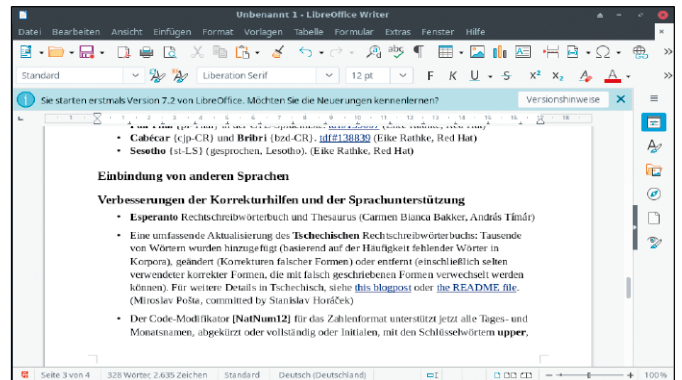 Unbenannt 1 - LibreOffice Writer
Datei Bearbeiten Ansicht Einfügen Format Vorlagen Tabelle Formular Extras Fenster Hilfe
Standard Liberation Serif 12 pt F K U S X² X₂
Sie starten erstmals Version 7.2 von LibreOffice. Möchten Sie die Neuerungen kennenlernen? Versionshinweise
• Cabécar {cjp-CR} und Bribri {bzd-CR}. tdf#138839 (Eike Rathke, Red Hat)
• Sesotho {st-LS} (gesprochen, Lesotho). (Eike Rathke, Red Hat)
Einbindung von anderen Sprachen
Verbesserungen der Korrekturhilfen und der Sprachunterstützung
• Esperanto Rechtschreibwörterbuch und Thesaurus (Carmen Bianca Bakker, András Tímár)
• Eine umfassende Aktualisierung des Tschechischen Rechtschreibwörterbuchs: Tausende
von Wörtern wurden hinzugefügt (basierend auf der Häufigkeit fehlender Wörter in
Korpora), geändert (Korrekturen falscher Formen) oder entfernt (einschließlich selten
verwendeter korrekter Formen, die mit falsch geschriebenen Formen verwechselt werden
können). Für weitere Details in Tschechisch, siehe this blogpost oder the README file.
(Miroslav Pošta, committed by Stanislav Horáček)
• Der Code-Modifikator [NatNum12] für das Zahlenformat unterstützt jetzt alle Tages- und
Monatsnamen, abgekürzt oder vollständig oder Initialen, mit den Schlüsselwörtern upper,
Seite 3 von 4 328 Wörter, 2.635 Zeichen Standard Deutsch (Deutschland) 100%